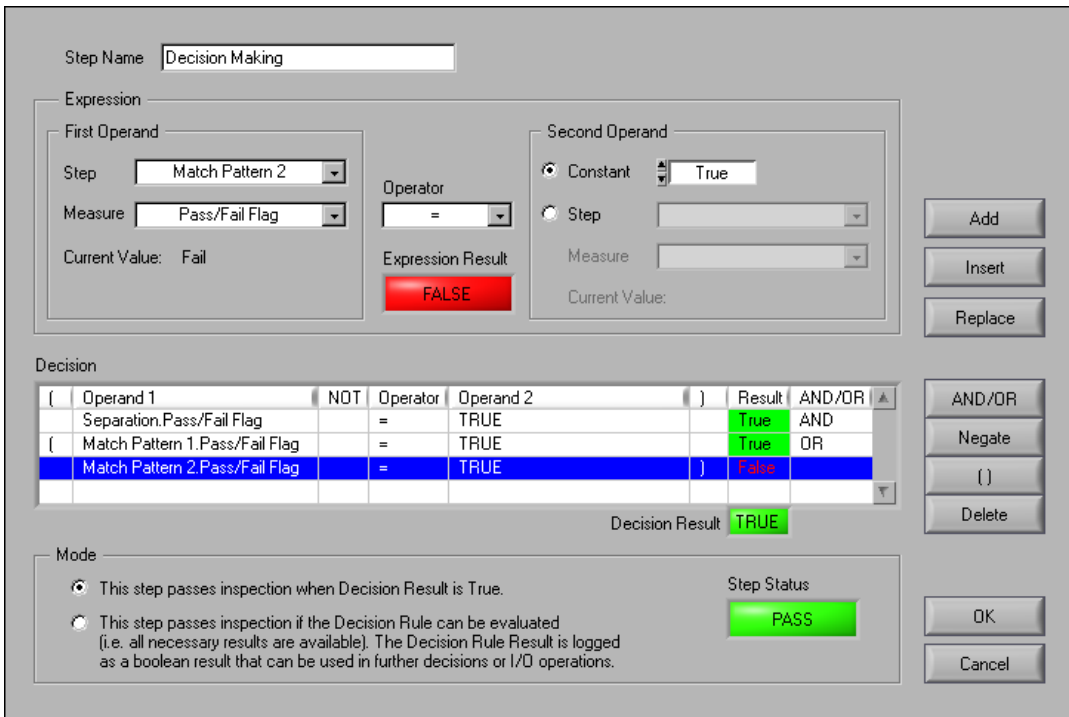 Step Name Decision Making
Expression
First Operand
Step Match Pattern 2
Measure Pass/Fail Flag
Current Value: Fail
Operator
=
Expression Result
FALSE
Second Operand
Constant True
Step
Measure
Current Value:
Add
Insert
Replace
Decision
( Operand 1 NOT Operator Operand 2 ) Result AND/OR
Separation.Pass/Fail Flag = TRUE True AND
( Match Pattern 1.Pass/Fail Flag = TRUE True OR
Match Pattern 2.Pass/Fail Flag = TRUE ) False
Decision Result TRUE
AND/OR
Negate
( )
Delete
Mode
This step passes inspection when Decision Result is True.
This step passes inspection if the Decision Rule can be evaluated
(i.e. all necessary results are available). The Decision Rule Result is logged
as a boolean result that can be used in further decisions or I/O operations.
Step Status
PASS
OK
Cancel